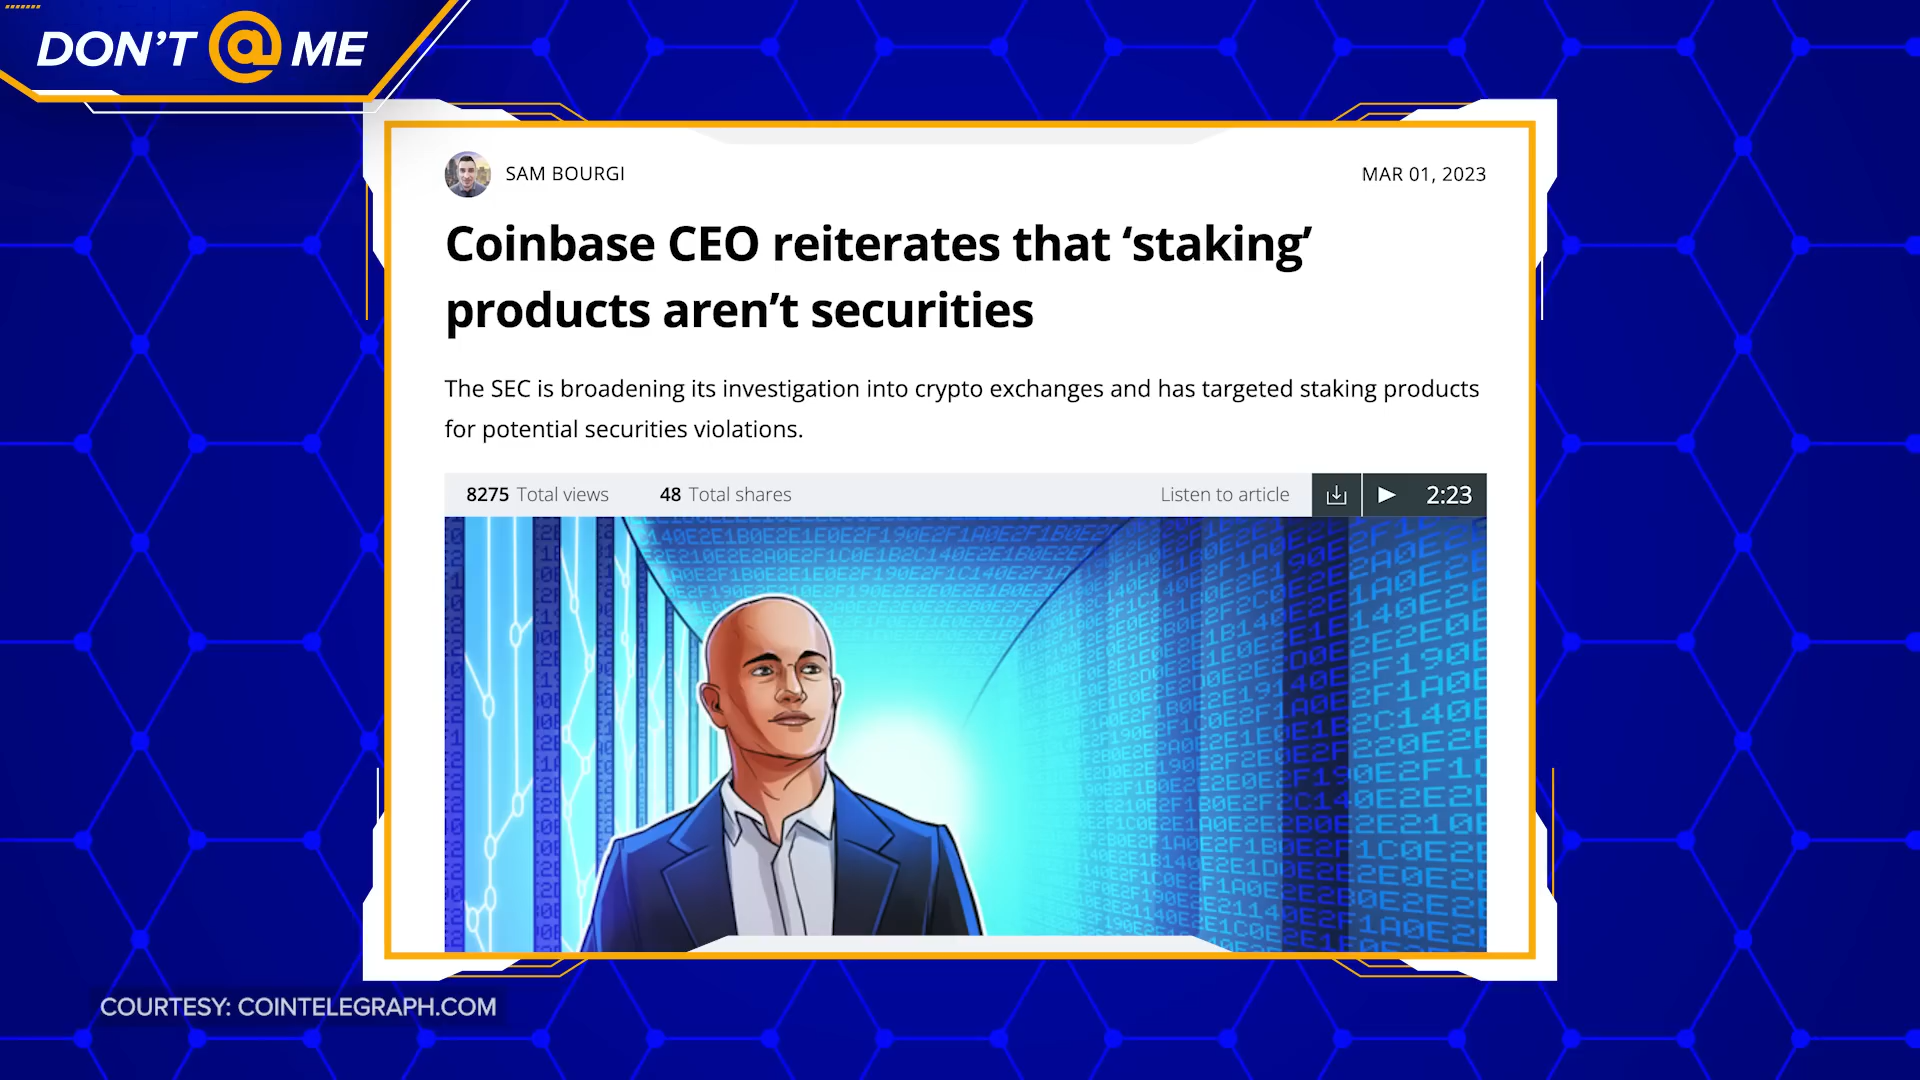 DON'T @ ME
SAM BOURGI
MAR 01, 2023
Coinbase CEO reiterates that ‘staking’
products aren’t securities
The SEC is broadening its investigation into crypto exchanges and has targeted staking products
for potential securities violations.
8275 Total views 48 Total shares Listen to article 2:23
COURTESY: COINTELEGRAPH.COM